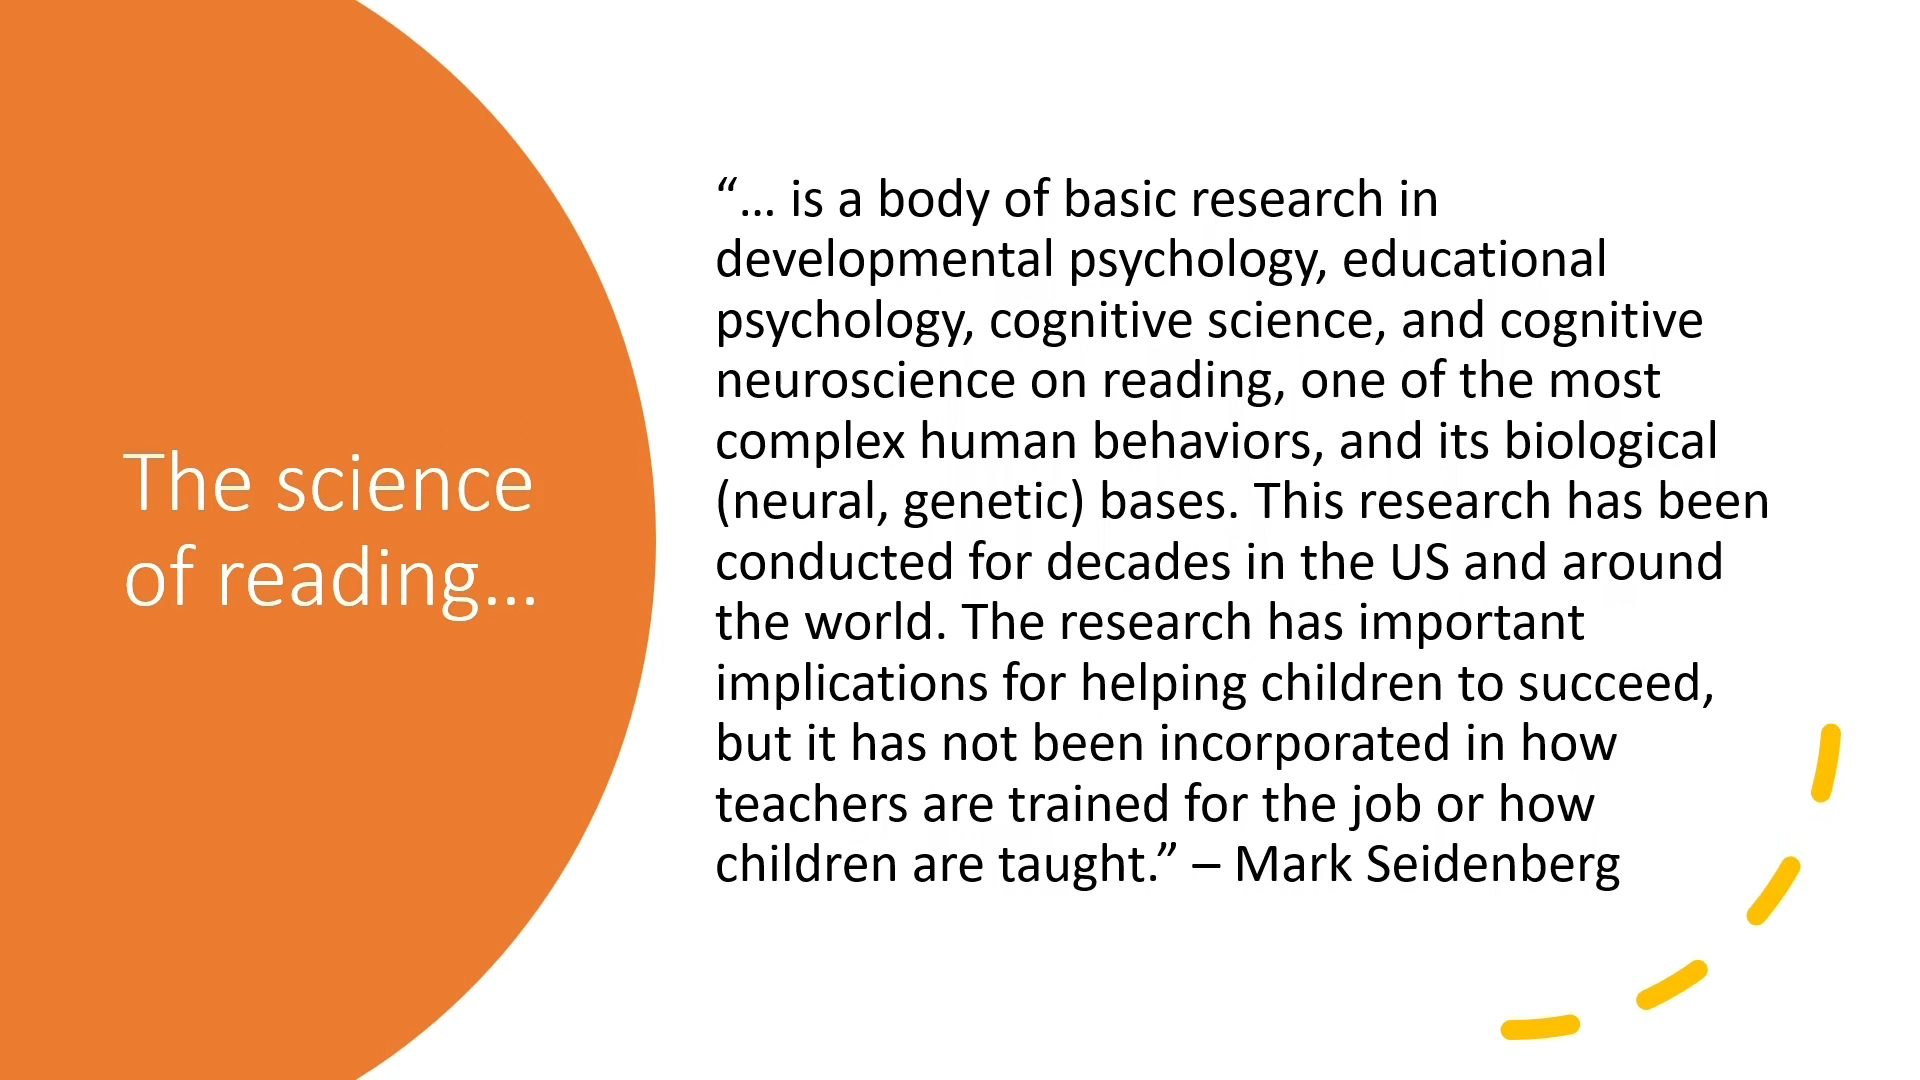 The science
of reading...
“... is a body of basic research in
developmental psychology, educational
psychology, cognitive science, and cognitive
neuroscience on reading, one of the most
complex human behaviors, and its biological
(neural, genetic) bases. This research has been
conducted for decades in the US and around
the world. The research has important
implications for helping children to succeed,
but it has not been incorporated in how
teachers are trained for the job or how
children are taught.” – Mark Seidenberg